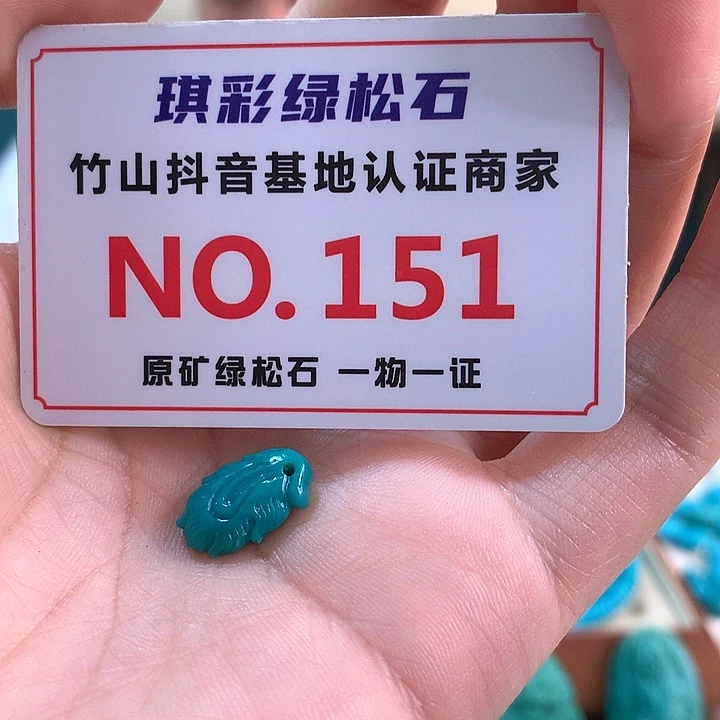 琪彩绿松石
竹山抖音基地认证商家
NO.151
原矿绿松石 一物一证